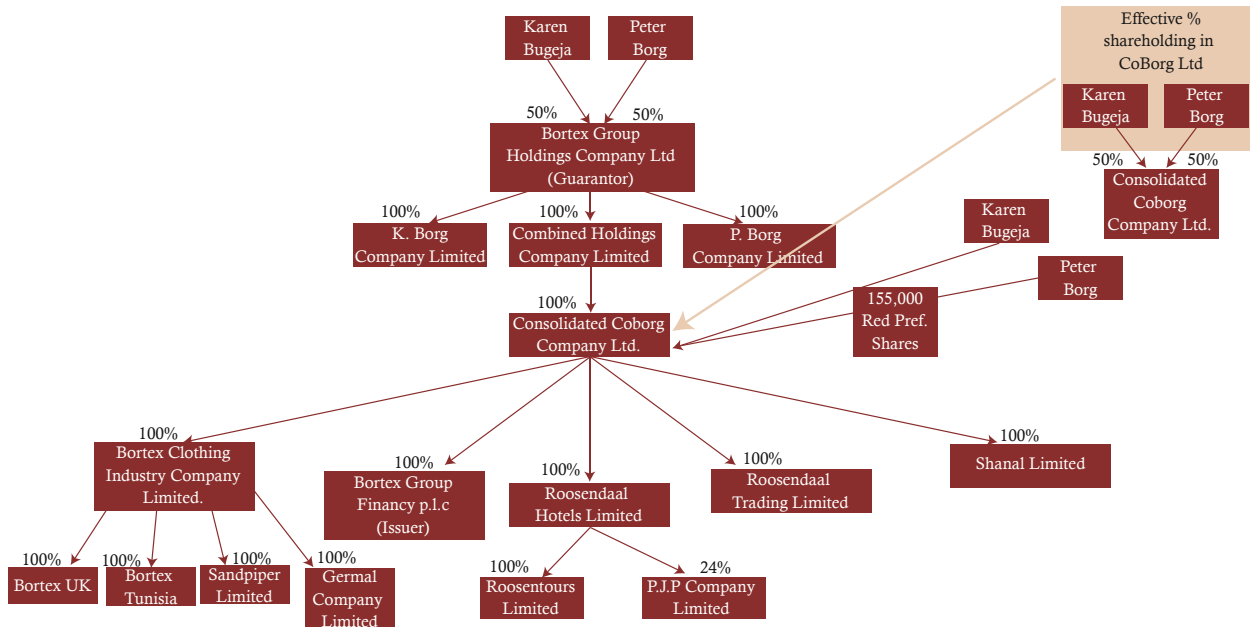 Karen
Bugeja
Peter
Borg
Effective %
shareholding in
CoBorg Ltd
Karen
Bugeja
Peter
Borg
50%
50%
Bortex Group
Holdings Company Ltd
(Guarantor)
50%
50%
Consolidated
Coborg
Company Ltd.
100%
K. Borg
Company Limited
100%
Combined Holdings
Company Limited
100%
P. Borg
Company Limited
Karen
Bugeja
Peter
Borg
155,000
Red Pref.
Shares
100%
Consolidated Coborg
Company Ltd.
100%
Bortex Clothing
Industry Company
Limited.
100%
Bortex Group
Financy p.l.c
(Issuer)
100%
Roosendaal
Hotels Limited
100%
Roosendaal
Trading Limited
100%
Shanal Limited
100%
Bortex UK
100%
Bortex
Tunisia
100%
Sandpiper
Limited
100%
Germal
Company
Limited
100%
Roosentours
Limited
24%
P.J.P Company
Limited